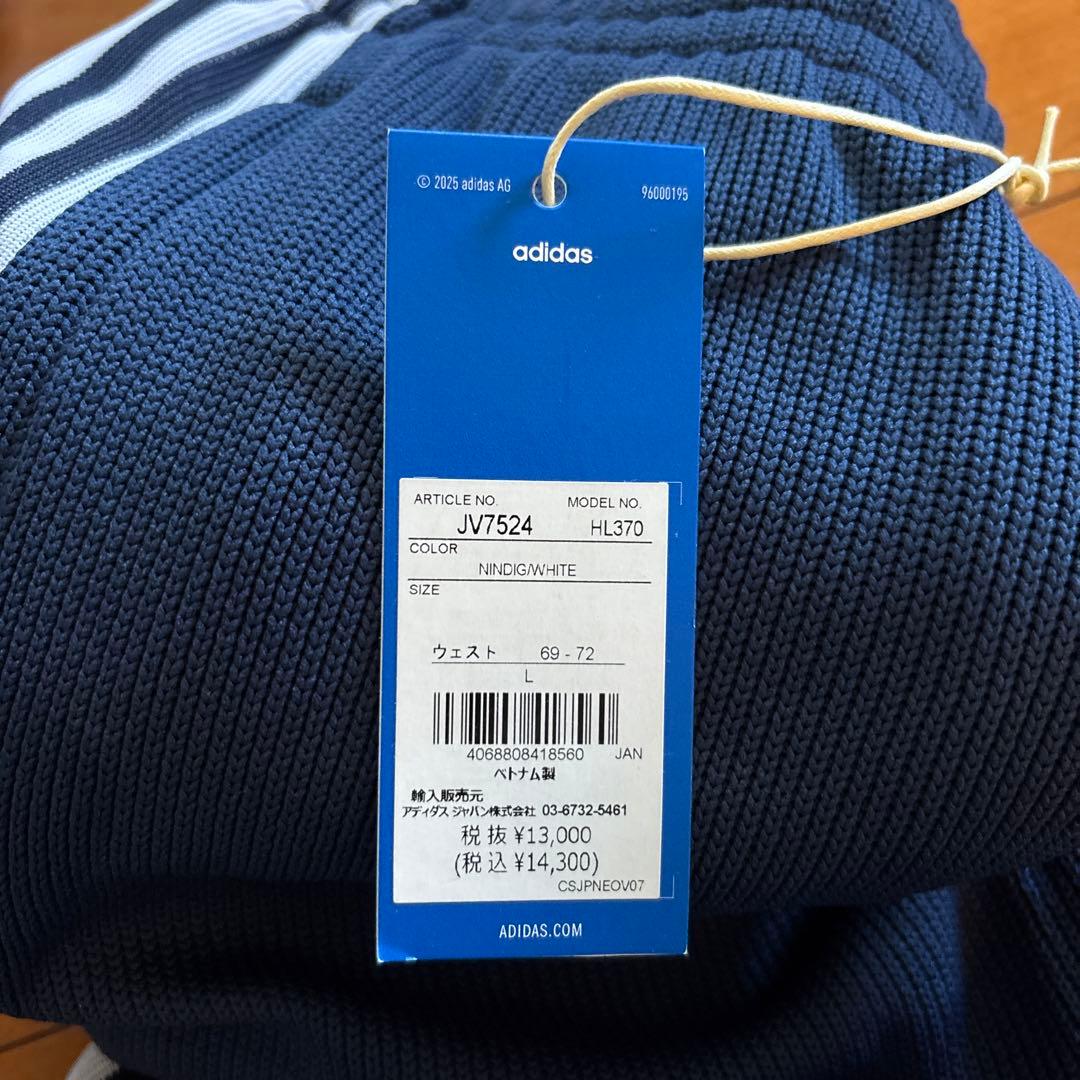 © 2025 adidas AG
96000195
adidas
ARTICLE NO. MODEL NO.
JV7524 HL370
COLOR
NINDIG/WHITE
SIZE
ウェスト 69 - 72
L
4068808418560 JAN
ベトナム製
輸入販売元
アディダス ジャパン株式会社 03-6732-5461
税抜 ¥13,000
(税込 ¥14,300)
CSJPNEOV07
ADIDAS.COM